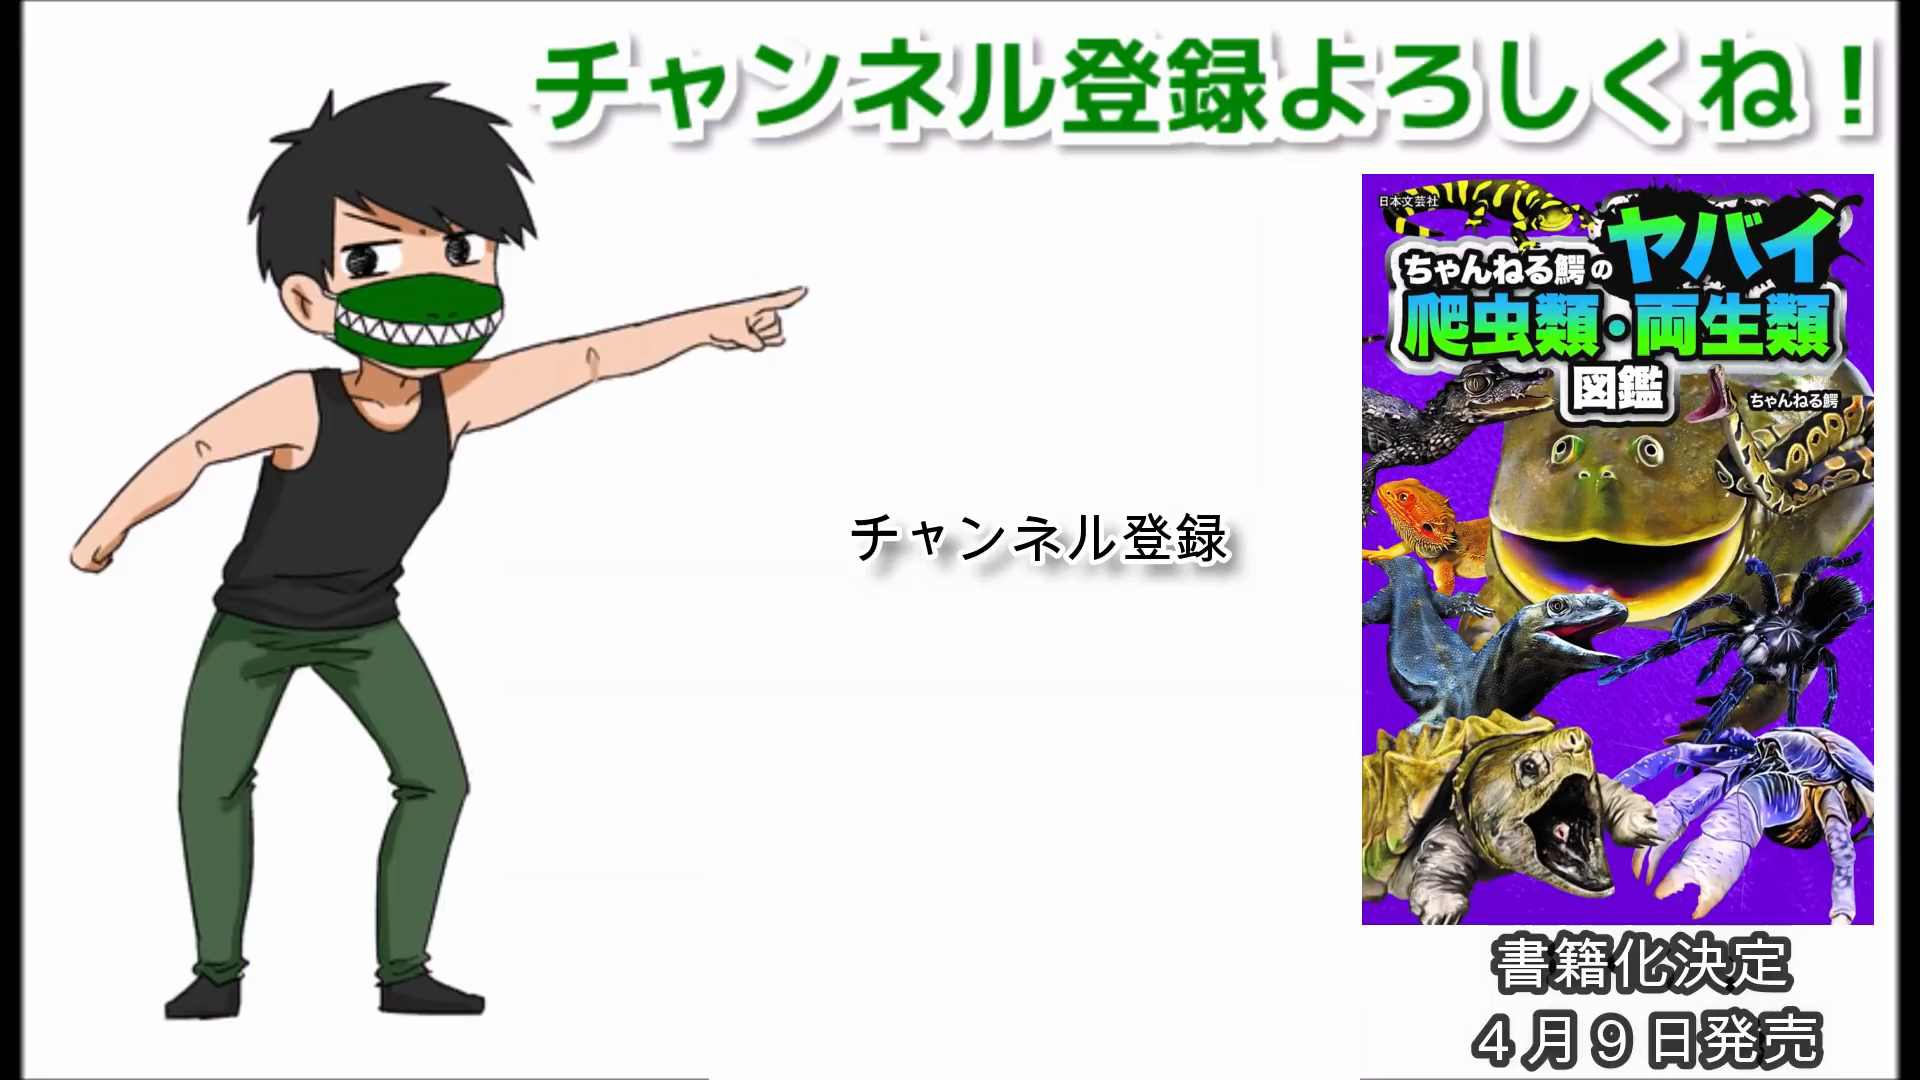 チャンネル登録よろしくね！
日本文芸社
ちゃんねる鰐のヤバイ
爬虫類・両生類
図鑑
ちゃんねる鰐
チャンネル登録
書籍化決定
４月９日発売